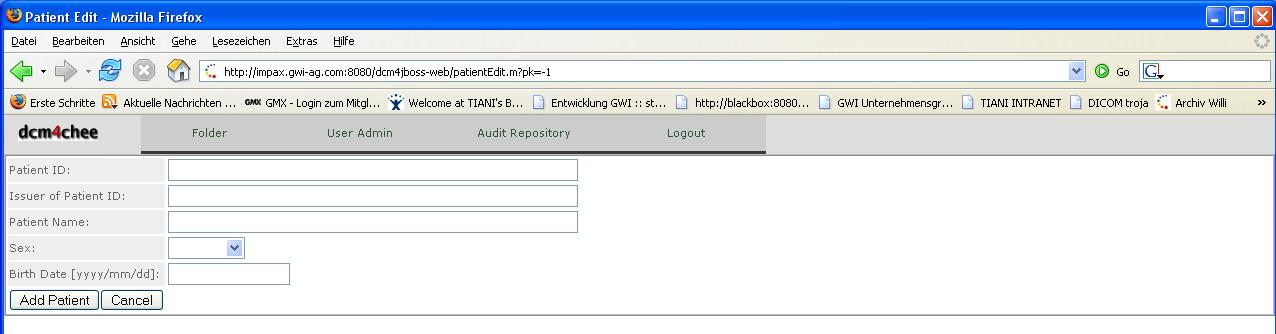 Patient Edit - Mozilla Firefox
Datei Bearbeiten Ansicht Gehe Lesezeichen Extras Hilfe
http://impax.gwi-ag.com:8080/dcm4jboss-web/patientEdit.m?pk=-1 Go G
Erste Schritte Aktuelle Nachrichten ... GMX GMX - Login zum Mitgl... Welcome at TIANI's B... Entwicklung GWI :: st... http://blackbox:8080... GWI Unternehmensgr... TIANI INTRANET DICOM troja Archiv Willi »
dcm4chee Folder User Admin Audit Repository Logout
Patient ID:
Issuer of Patient ID:
Patient Name:
Sex:
Birth Date [yyyy/mm/dd]:
Add Patient Cancel